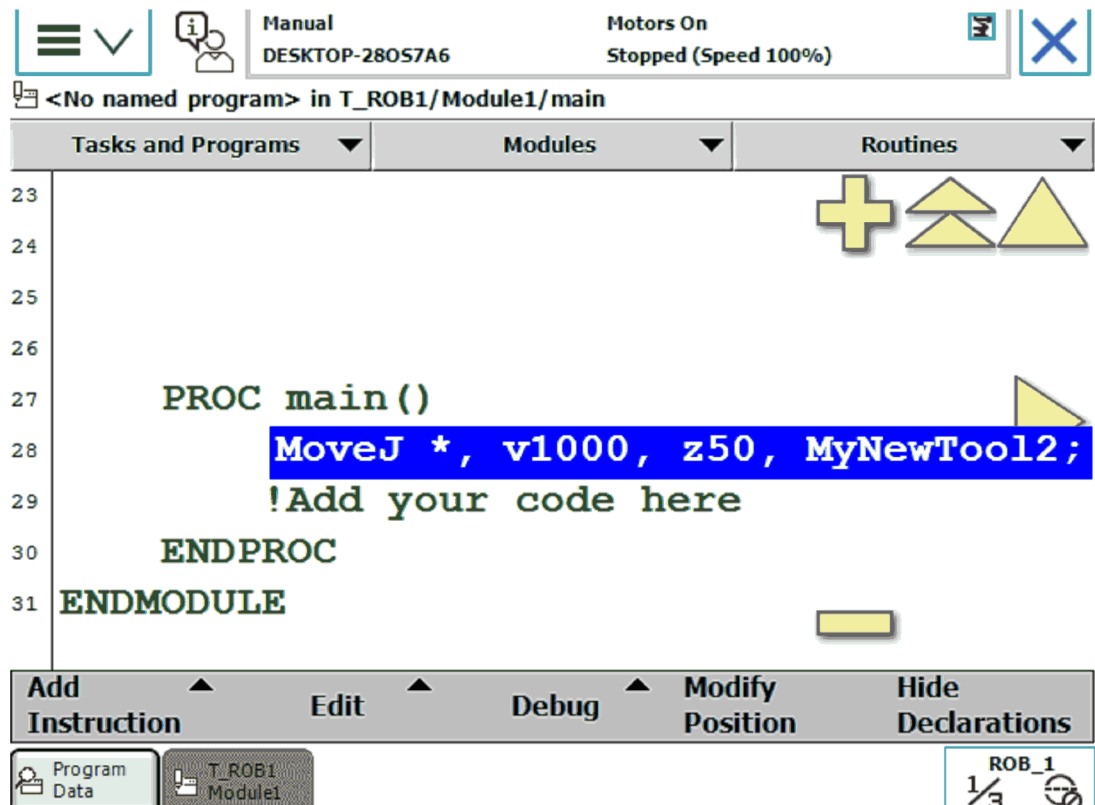 Manual Motors On
DESKTOP-28OS7A6 Stopped (Speed 100%)
<No named program> in T_ROB1/Module1/main
Tasks and Programs Modules Routines
23
24
25
26
27 PROC main()
28 MoveJ *, v1000, z50, MyNewTool2;
29 !Add your code here
30 ENDPROC
31 ENDMODULE
Add Instruction Edit Debug Modify Position Hide Declarations
Program Data T_ROB1 Module1 ROB_1
1/3